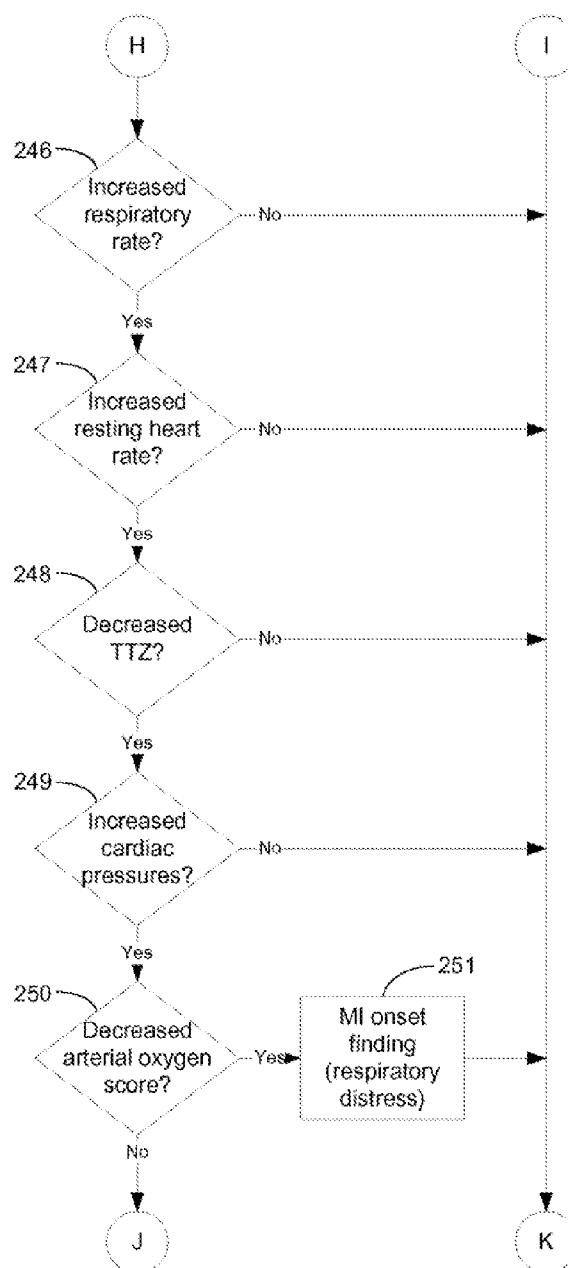 H
I
246
Increased
respiratory
rate?
No
Yes
247
Increased
resting heart
rate?
No
Yes
248
Decreased
TTZ?
No
Yes
249
Increased
cardiac
pressures?
No
Yes
250
Decreased
arterial oxygen
score?
Yes
251
MI onset
finding
(respiratory
distress)
No
J
K